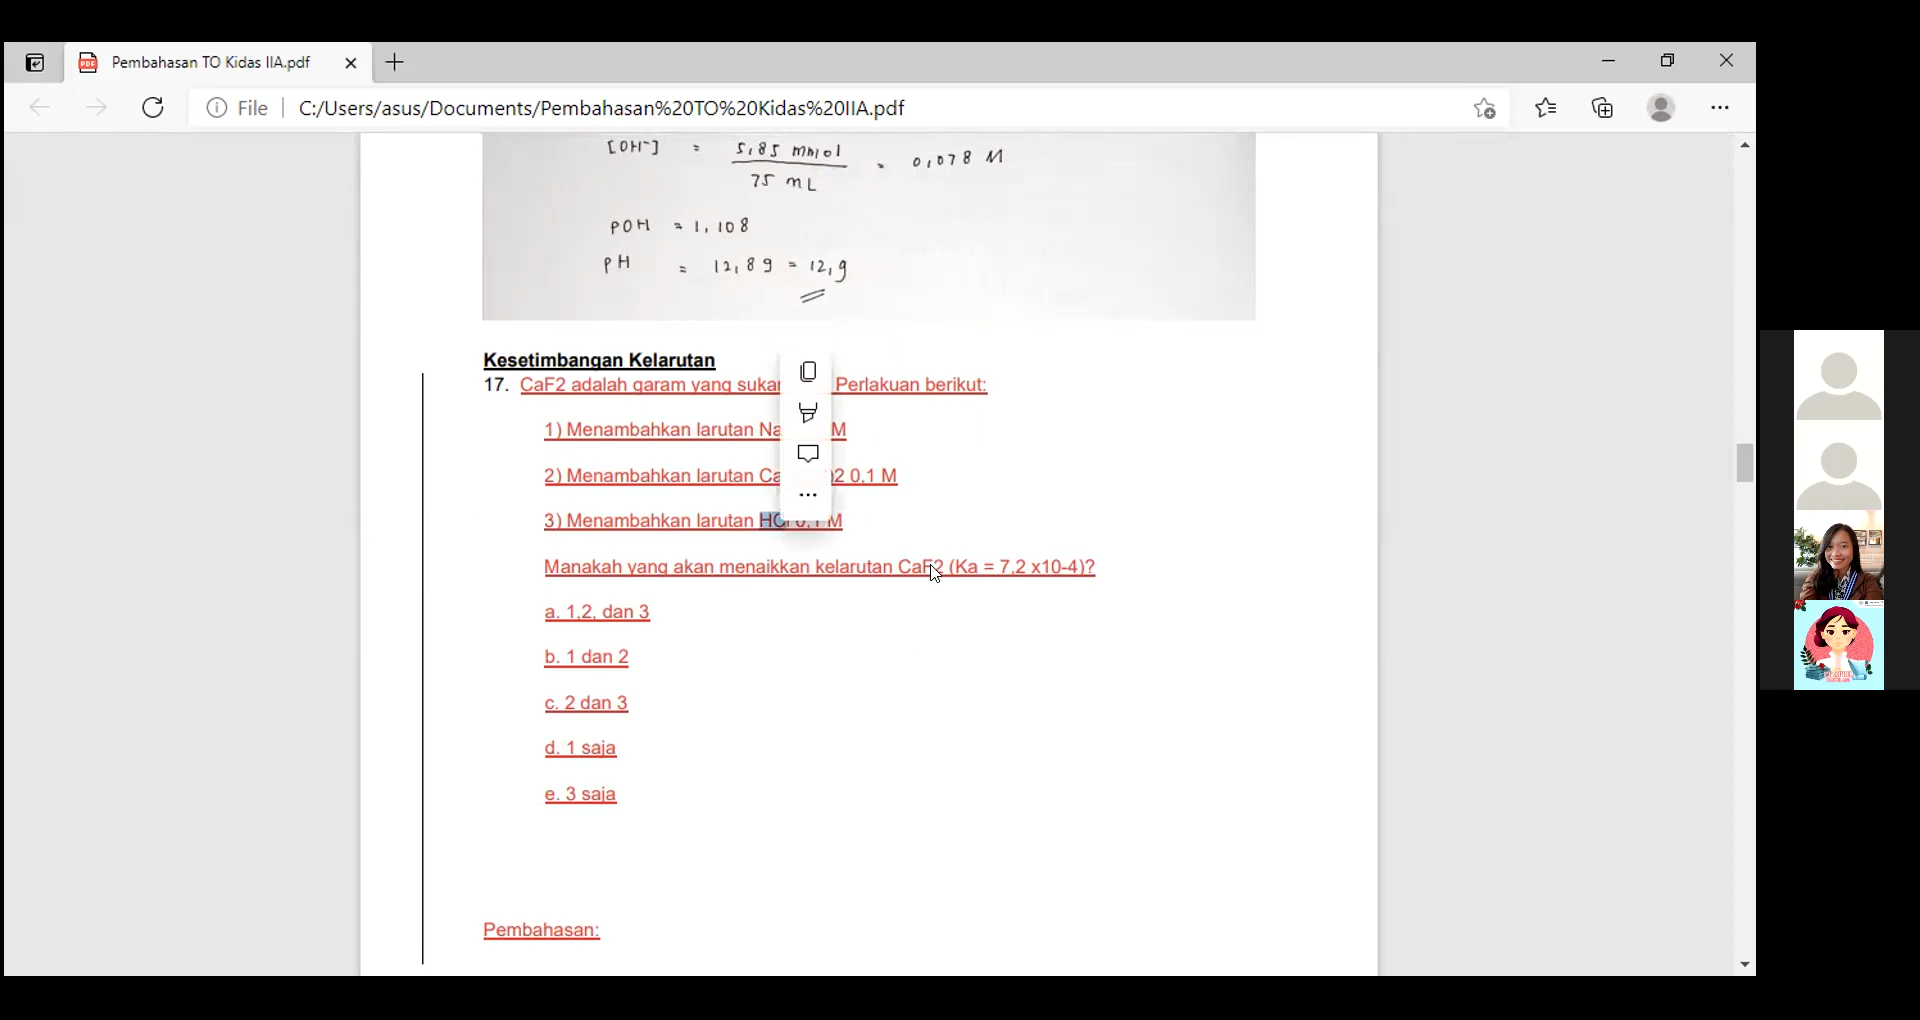 Pembahasan TO Kidas IIA.pdf
File C:/Users/asus/Documents/Pembahasan%20TO%20Kidas%20IIA.pdf
[OH-] = 5,85 mmol / 75 mL = 0,078 M
pOH = 1,108
pH = 12,89 = 12,9
Kesetimbangan Kelarutan
17. CaF2 adalah garam yang Perlakuan berikut:
1) Menambahkan larutan M
2) Menambahkan larutan 0,1 M
3) Menambahkan larutan HCl 0,1 M
Manakah yang akan menaikkan kelarutan CaF2 (Ka = 7,2 x10-4)?
a. 1,2, dan 3
b. 1 dan 2
c. 2 dan 3
d. 1 saja
e. 3 saja
Pembahasan: